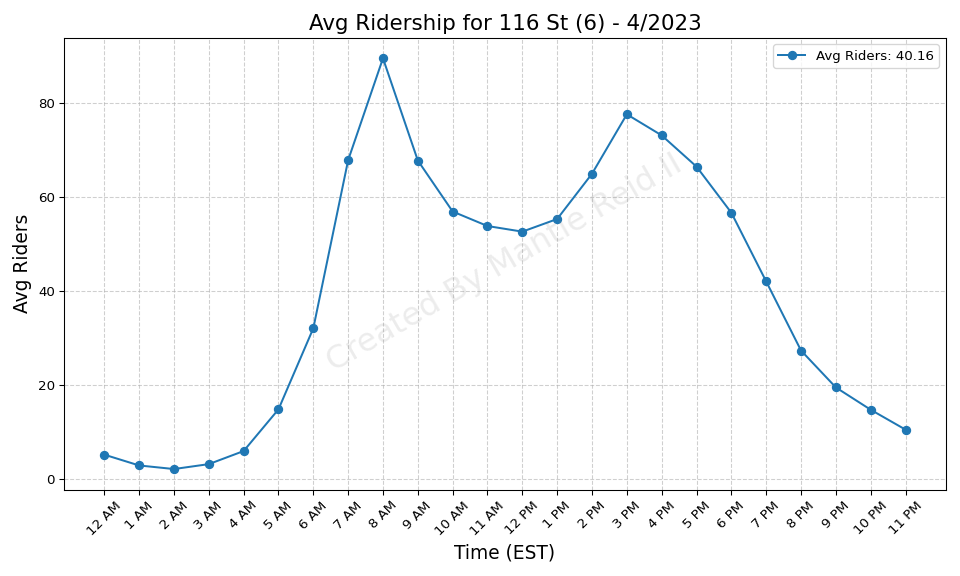 Avg Ridership for 116 St (6) - 4/2023
Avg Riders: 40.16
80
60
40
20
0
Avg Riders
Created By Mantle Reid II
12 AM
1 AM
2 AM
3 AM
4 AM
5 AM
6 AM
7 AM
8 AM
9 AM
10 AM
11 AM
12 PM
1 PM
2 PM
3 PM
4 PM
5 PM
6 PM
7 PM
8 PM
9 PM
10 PM
11 PM
Time (EST)